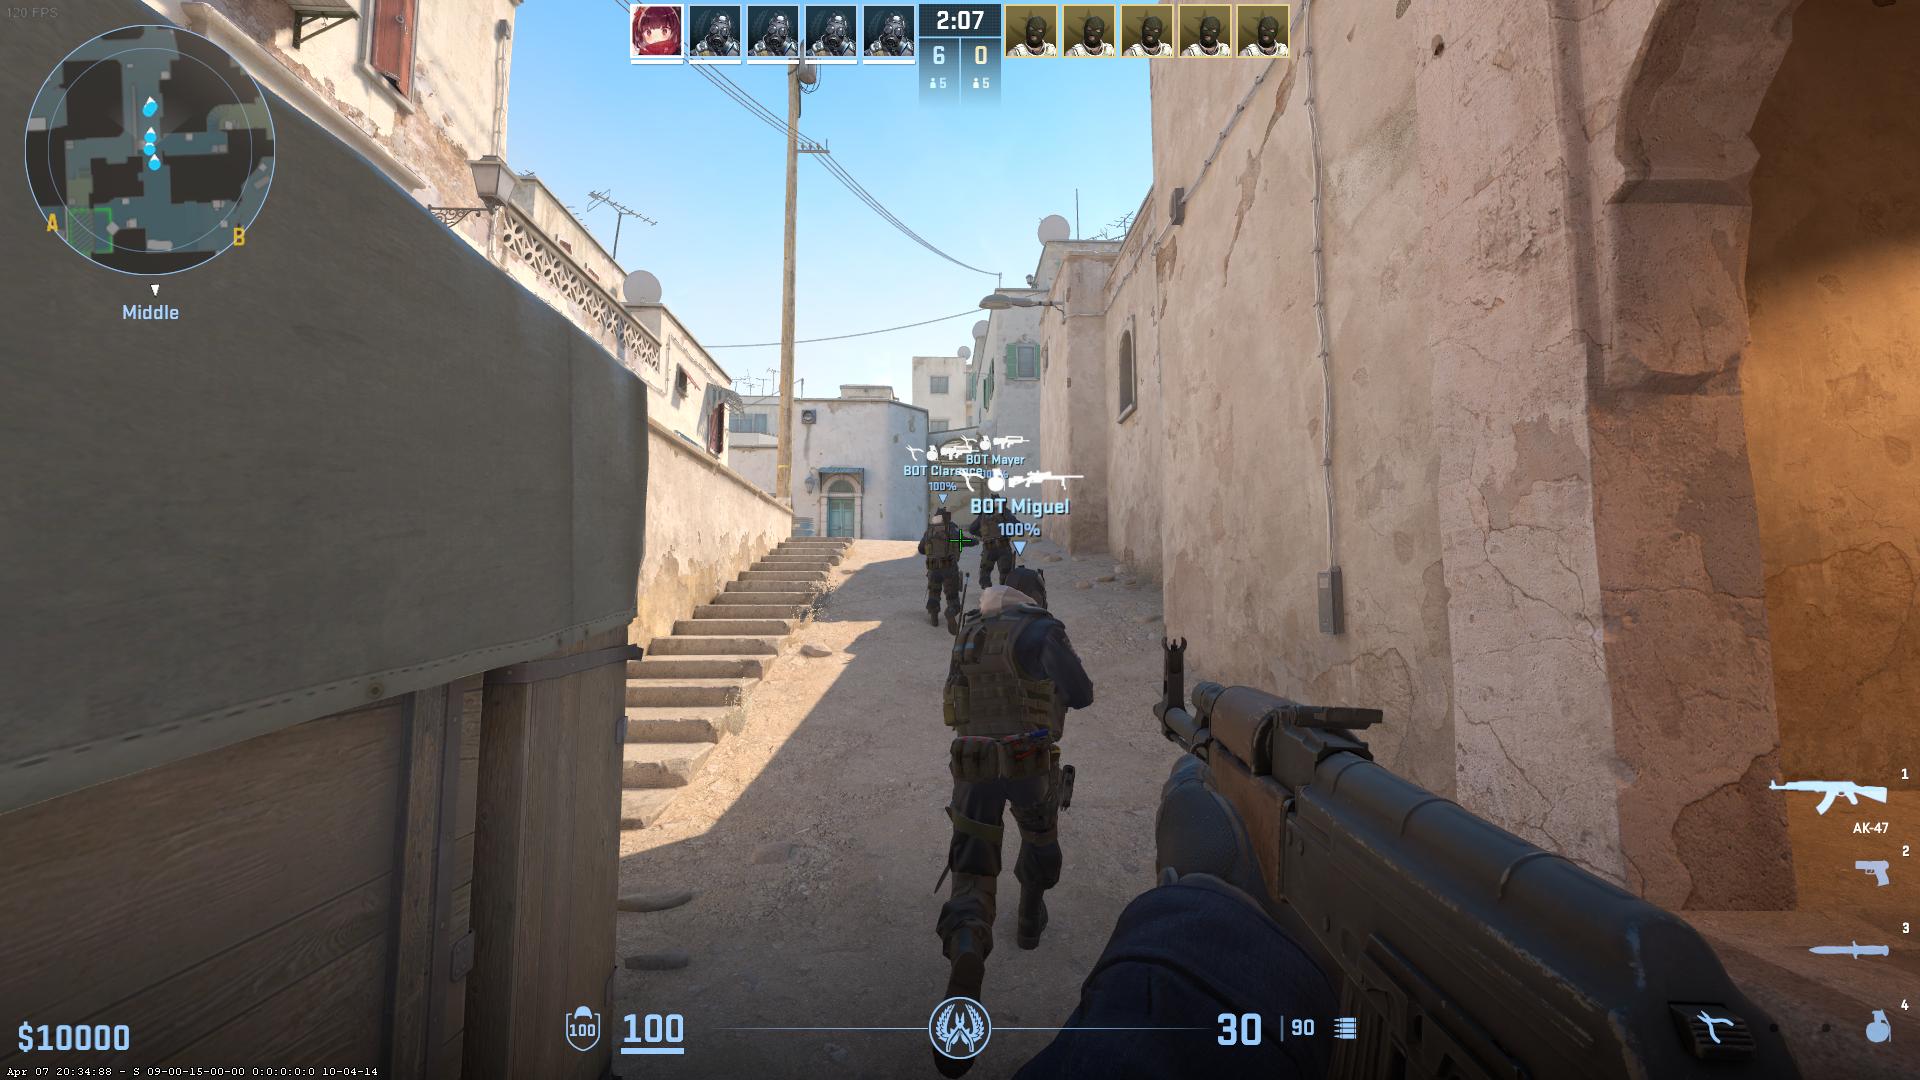 120 FPS
2:07
6 0
5 5
A
B
Middle
BOT Mayer
BOT Clarence
100%
BOT Miguel
100%
1
AK-47
2
3
4
$10000
100
100
30 | 90
Apr 07 20:34:88 - S 09-00-15-00-00 0:0:0:0:0 10-04-14